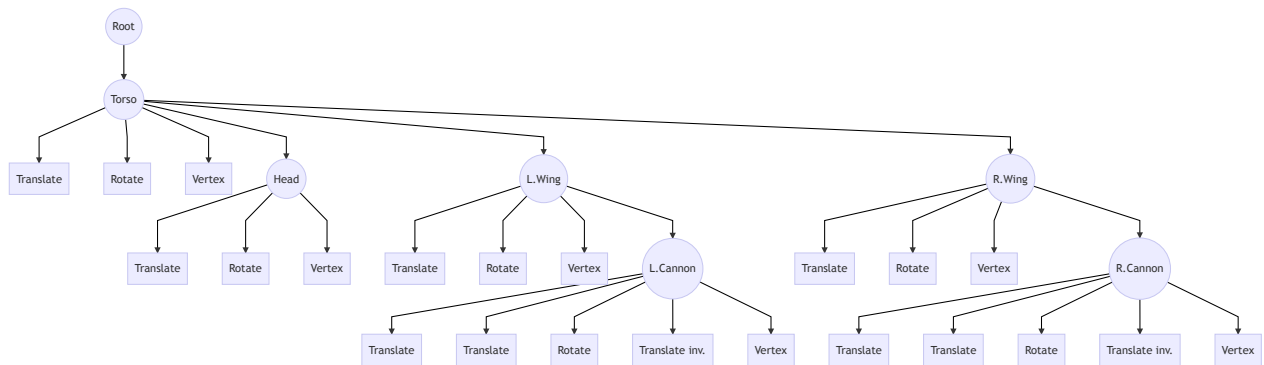 Root
Torso
Translate
Rotate
Vertex
Head
L.Wing
R.Wing
Translate
Rotate
Vertex
Translate
Rotate
Vertex
L.Cannon
Translate
Rotate
Vertex
R.Cannon
Translate
Translate
Rotate
Translate inv.
Vertex
Translate
Translate
Rotate
Translate inv.
Vertex